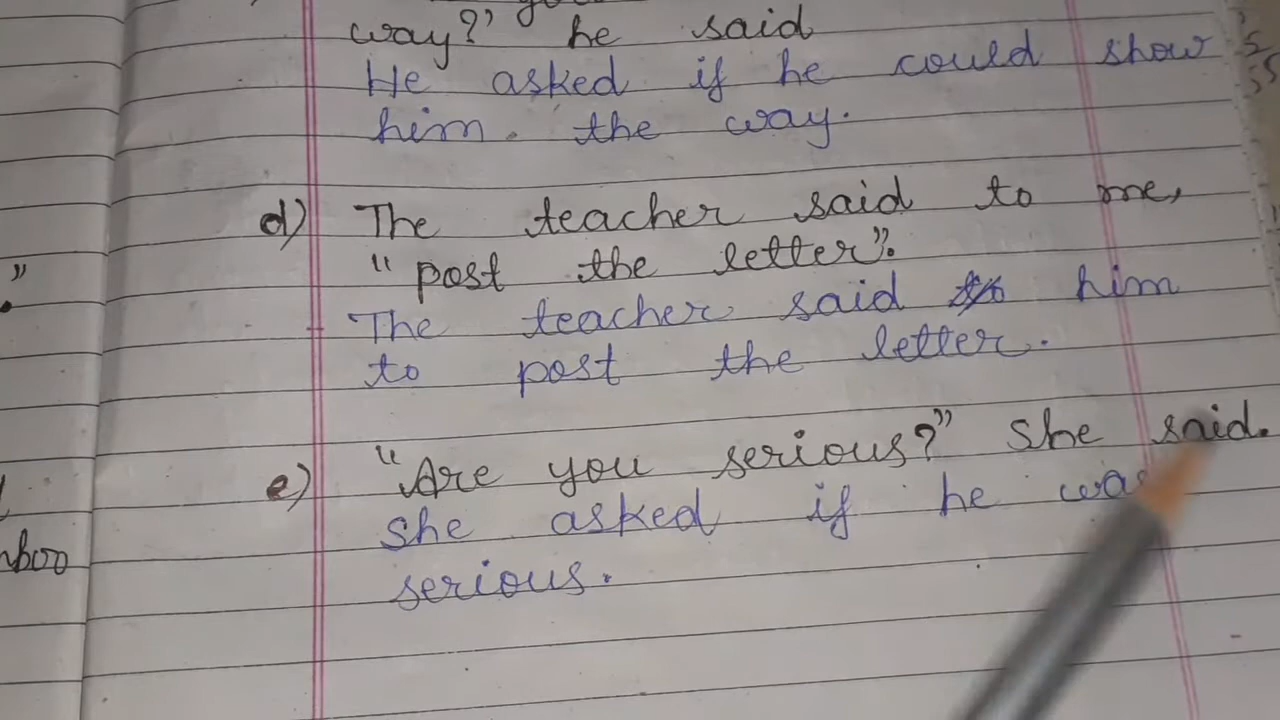 way?" he said
He asked if he could show
him. the way.
d) The teacher said to me,
"post the letter".
The teacher said him
to post the letter.
e) "Are you serious?" She said.
She asked if he was
serious.